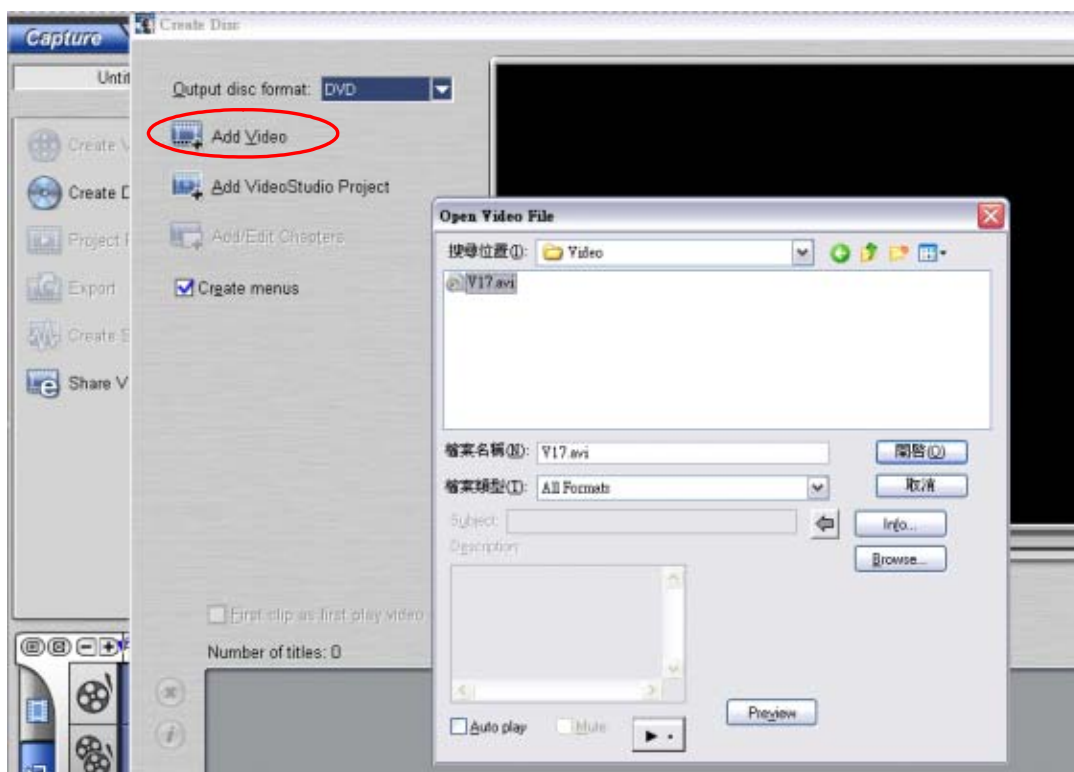 Capture
Create Disc
Untit
Output disc format: DVD
Add Video
Create V
Add VideoStudio Project
Create D
Open Video File
搜尋位置(I): Video
Project F
Add/Edit Chapters
V17.avi
Export
Create menus
Create S
Share V
檔案名稱(N): V17.avi
開啓(O)
檔案類型(T): All Formats
取消
Subject:
Info...
Description:
Browse...
First clip as first play video
Number of titles: 0
Preview
Auto play
Mute